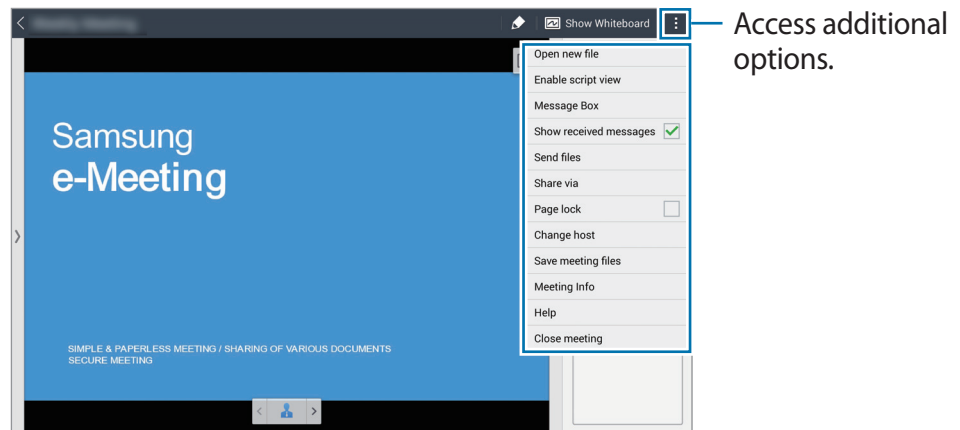 Show Whiteboard
Access additional
options.
Open new file
Enable script view
Message Box
Show received messages
Send files
Share via
Page lock
Change host
Save meeting files
Meeting Info
Help
Close meeting
Samsung
e-Meeting
SIMPLE & PAPERLESS MEETING / SHARING OF VARIOUS DOCUMENTS
SECURE MEETING